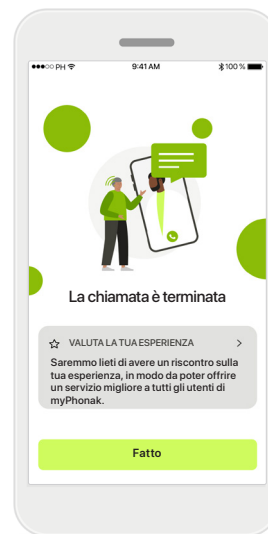 PH 9:41 AM 100 %
La chiamata è terminata
VALUTA LA TUA ESPERIENZA
Saremmo lieti di avere un riscontro sulla
tua esperienza, in modo da poter offrire
un servizio migliore a tutti gli utenti di
myPhonak.
Fatto